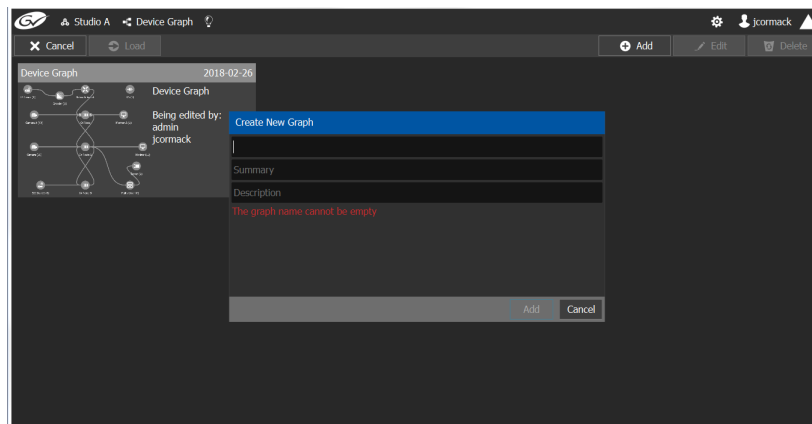 GV Studio A Device Graph jcormack
Cancel Load Add Edit Delete
Device Graph 2018-02-26
Device Graph
Being edited by:
admin
jcormack
Create New Graph
Summary
Description
The graph name cannot be empty
Add Cancel